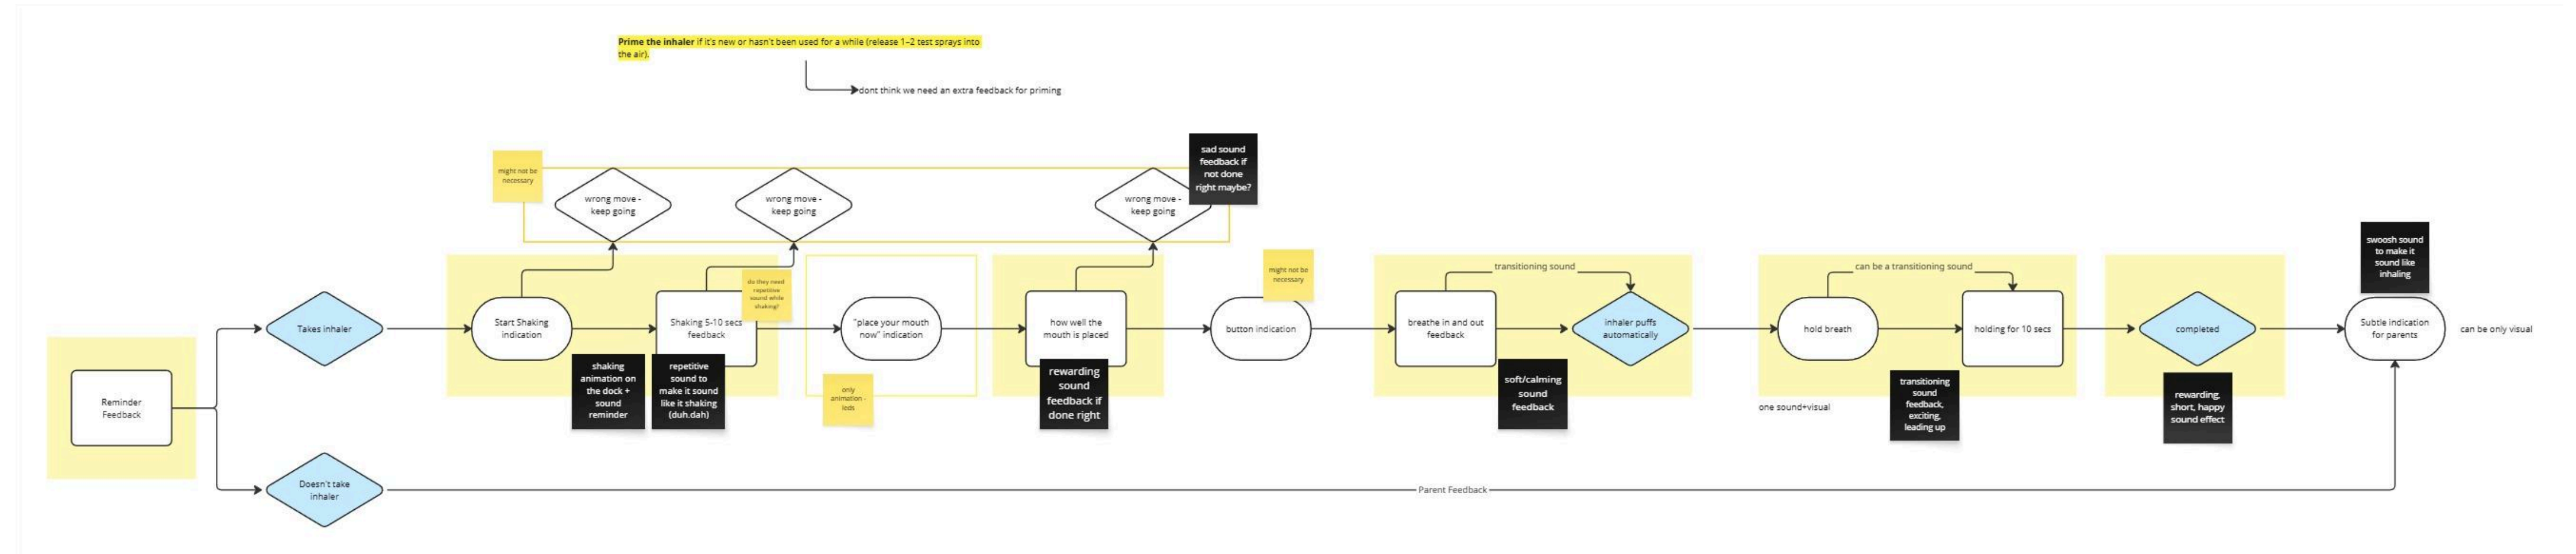 Prime the inhaler if it's new or hasn't been used for a while (release 1–2 test sprays into
the air).
dont think we need an extra feedback for priming
might not be
necessary
wrong move -
keep going
wrong move -
keep going
wrong move -
keep going
sad sound
feedback if
not done
right maybe?
Reminder
Feedback
Takes inhaler
Doesn't take
inhaler
Start Shaking
indication
shaking
animation on
the dock +
sound
reminder
Shaking 5-10 secs
feedback
do they need
repetitive
sound while
shaking?
repetitive
sound to
make it sound
like it shaking
(duh.dah)
"place your mouth
now" indication
only
animation -
leds
how well the
mouth is placed
rewarding
sound
feedback if
done right
might not be
necessary
button indication
transitioning sound
breathe in and out
feedback
soft/calming
sound
feedback
inhaler puffs
automatically
can be a transitioning sound
hold breath
holding for 10 secs
one sound+visual
transitioning
sound
feedback,
exciting,
leading up
completed
rewarding,
short, happy
sound effect
swoosh sound
to make it
sound like
inhaling
Subtle indication
for parents
can be only visual
Parent Feedback